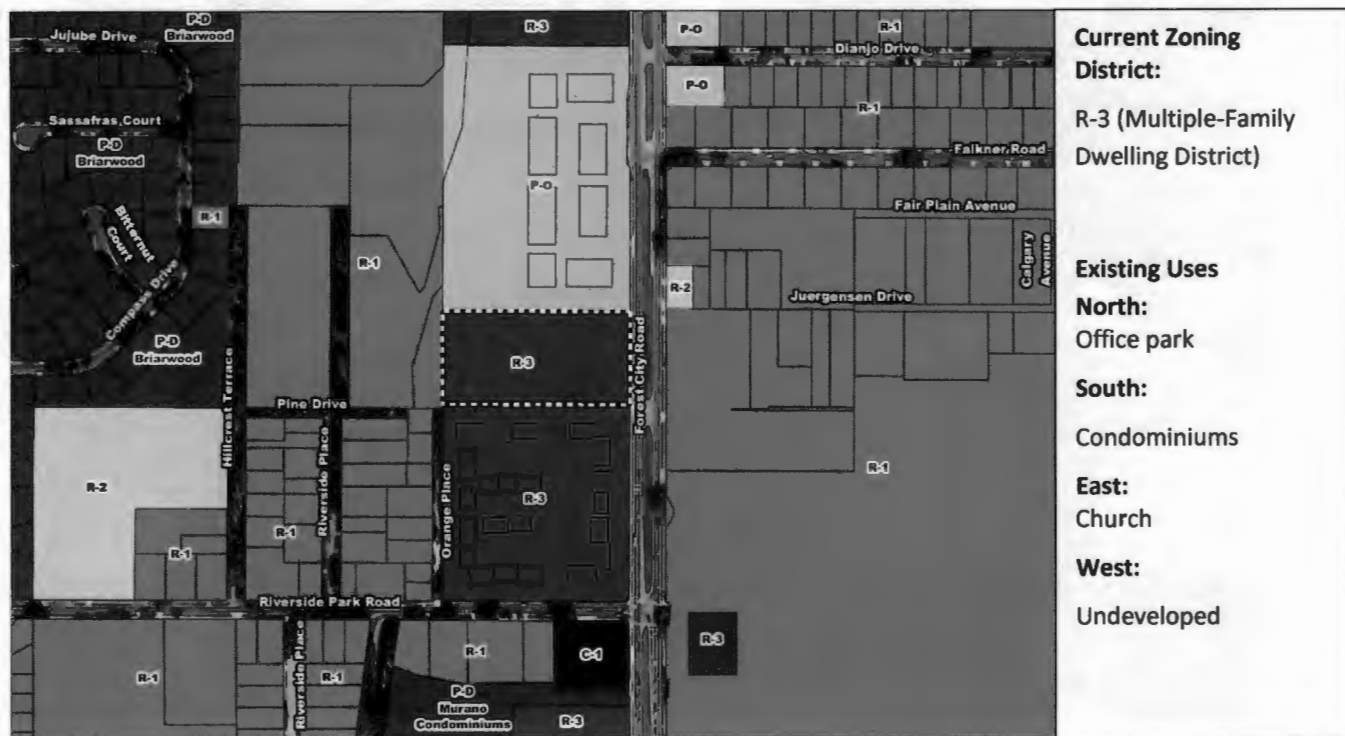 P-D
Briarwood
R-3
P-O
R-1
Jujube Drive
Dianjo Drive
P-O
R-1
Sassafras Court
P-D
Briarwood
Falkner Road
P-O
Bitternut
Court
R-1
Fair Plain Avenue
Calgary
Avenue
R-1
R-2
Juergensen Drive
Compass Drive
P-D
Briarwood
Hillcrest Terrace
R-3
Forest City Road
Pine Drive
R-2
Riverside Place
R-1
Orange Place
R-3
R-1
R-1
Riverside Park Road
Riverside Place
R-1
R-1
R-1
C-1
R-3
P-D
Murano
Condominiums
R-3
Current Zoning
District:
R-3 (Multiple-Family
Dwelling District)
Existing Uses
North:
Office park
South:
Condominiums
East:
Church
West:
Undeveloped